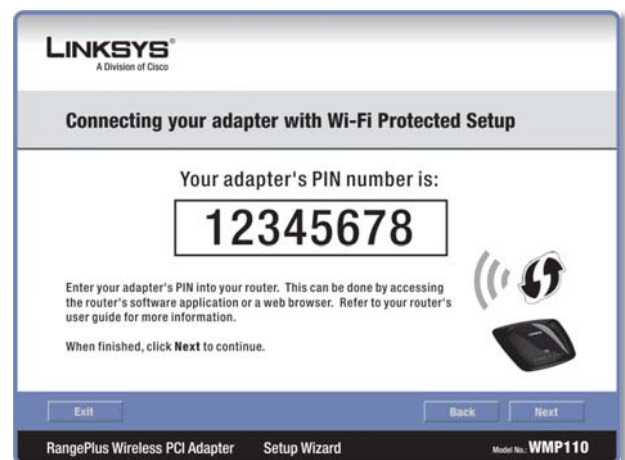 LINKSYS®
A Division of Cisco
Connecting your adapter with Wi-Fi Protected Setup
Your adapter's PIN number is:
12345678
Enter your adapter's PIN into your router. This can be done by accessing
the router's software application or a web browser. Refer to your router's
user guide for more information.
When finished, click Next to continue.
Exit
Back
Next
RangePlus Wireless PCI Adapter Setup Wizard Model No.: WMP110